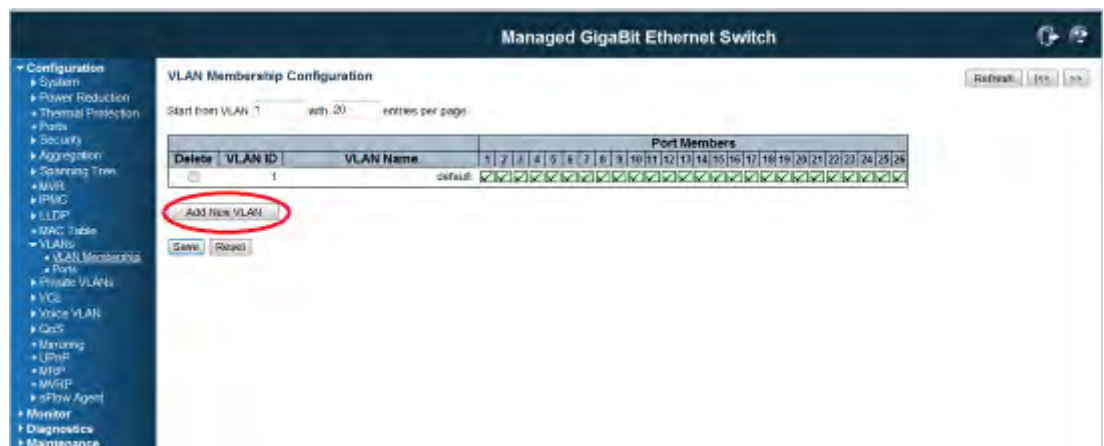 Managed GigaBit Ethernet Switch
Configuration
System
Power Reduction
Thermal Protection
Ports
Security
Aggregation
Spanning Tree
MVR
IPMC
LLDP
MAC Table
VLANs
VLAN Membership
Ports
Private VLANs
VCL
Voice VLAN
QoS
Mirroring
UPnP
MRP
MVRP
sFlow Agent
Monitor
Diagnostics
Maintenance
VLAN Membership Configuration
Refresh |<< >>
Start from VLAN 1 with 20 entries per page
Port Members
Delete VLAN ID VLAN Name 1 2 3 4 5 6 7 8 9 10 11 12 13 14 15 16 17 18 19 20 21 22 23 24 25 26
1 default
Add New VLAN
Save Reset